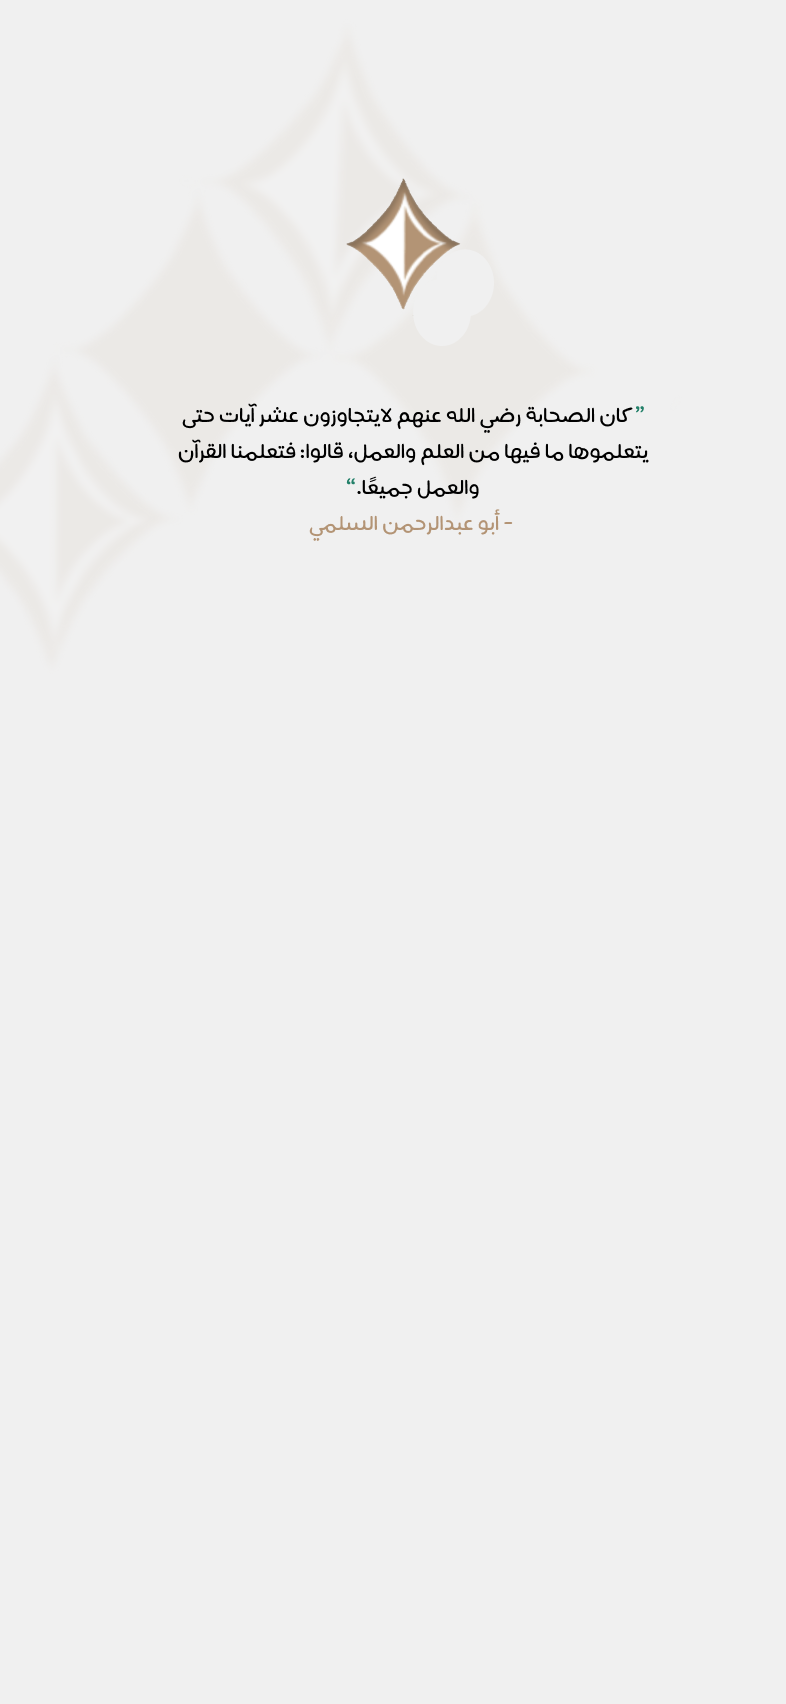 ” كان الصحابة رضي الله عنهم لايتجاوزون عشر آيات حتى
يتعلموها ما فيها من العلم والعمل، قالوا: فتعلمنا القرآن
والعمل جميعًا.“
- أبو عبدالرحمن السلمي